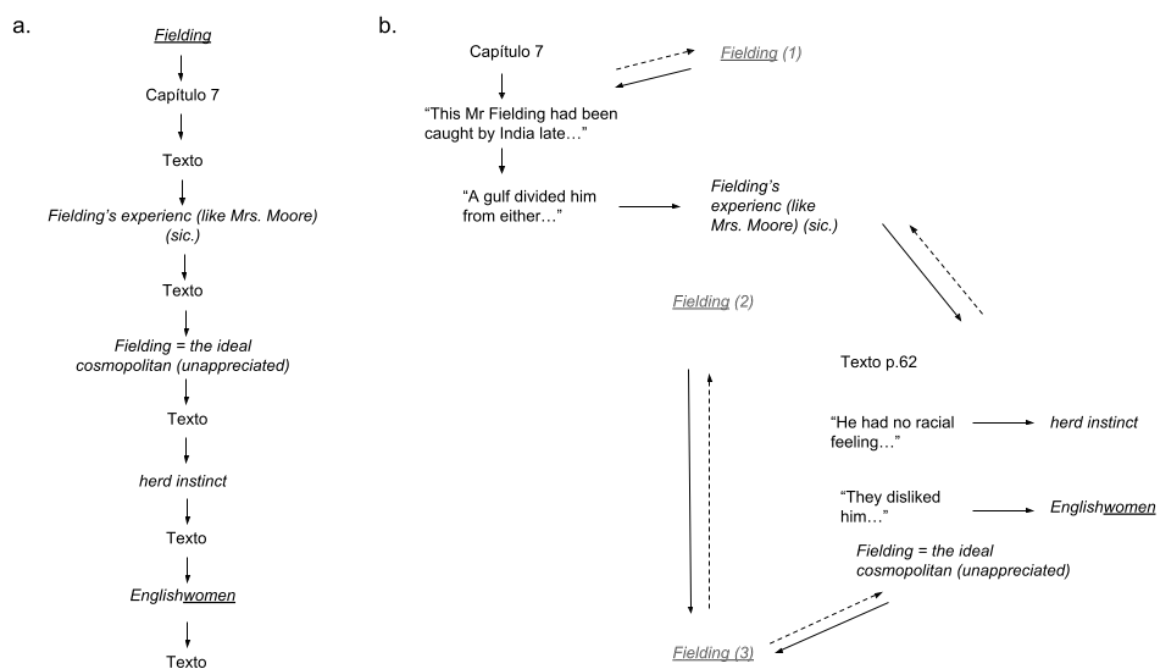 a.
Fielding
Capítulo 7
Texto
Fielding's experienc (like Mrs. Moore)
(sic.)
Texto
Fielding = the ideal
cosmopolitan (unappreciated)
Texto
herd instinct
Texto
Englishwomen
Texto
b.
Capítulo 7
Fielding (1)
“This Mr Fielding had been
caught by India late…”
“A gulf divided him
from either…”
Fielding's
experienc (like
Mrs. Moore) (sic.)
Fielding (2)
Texto p.62
“He had no racial
feeling…”
herd instinct
“They disliked
him…”
Englishwomen
Fielding = the ideal
cosmopolitan (unappreciated)
Fielding (3)